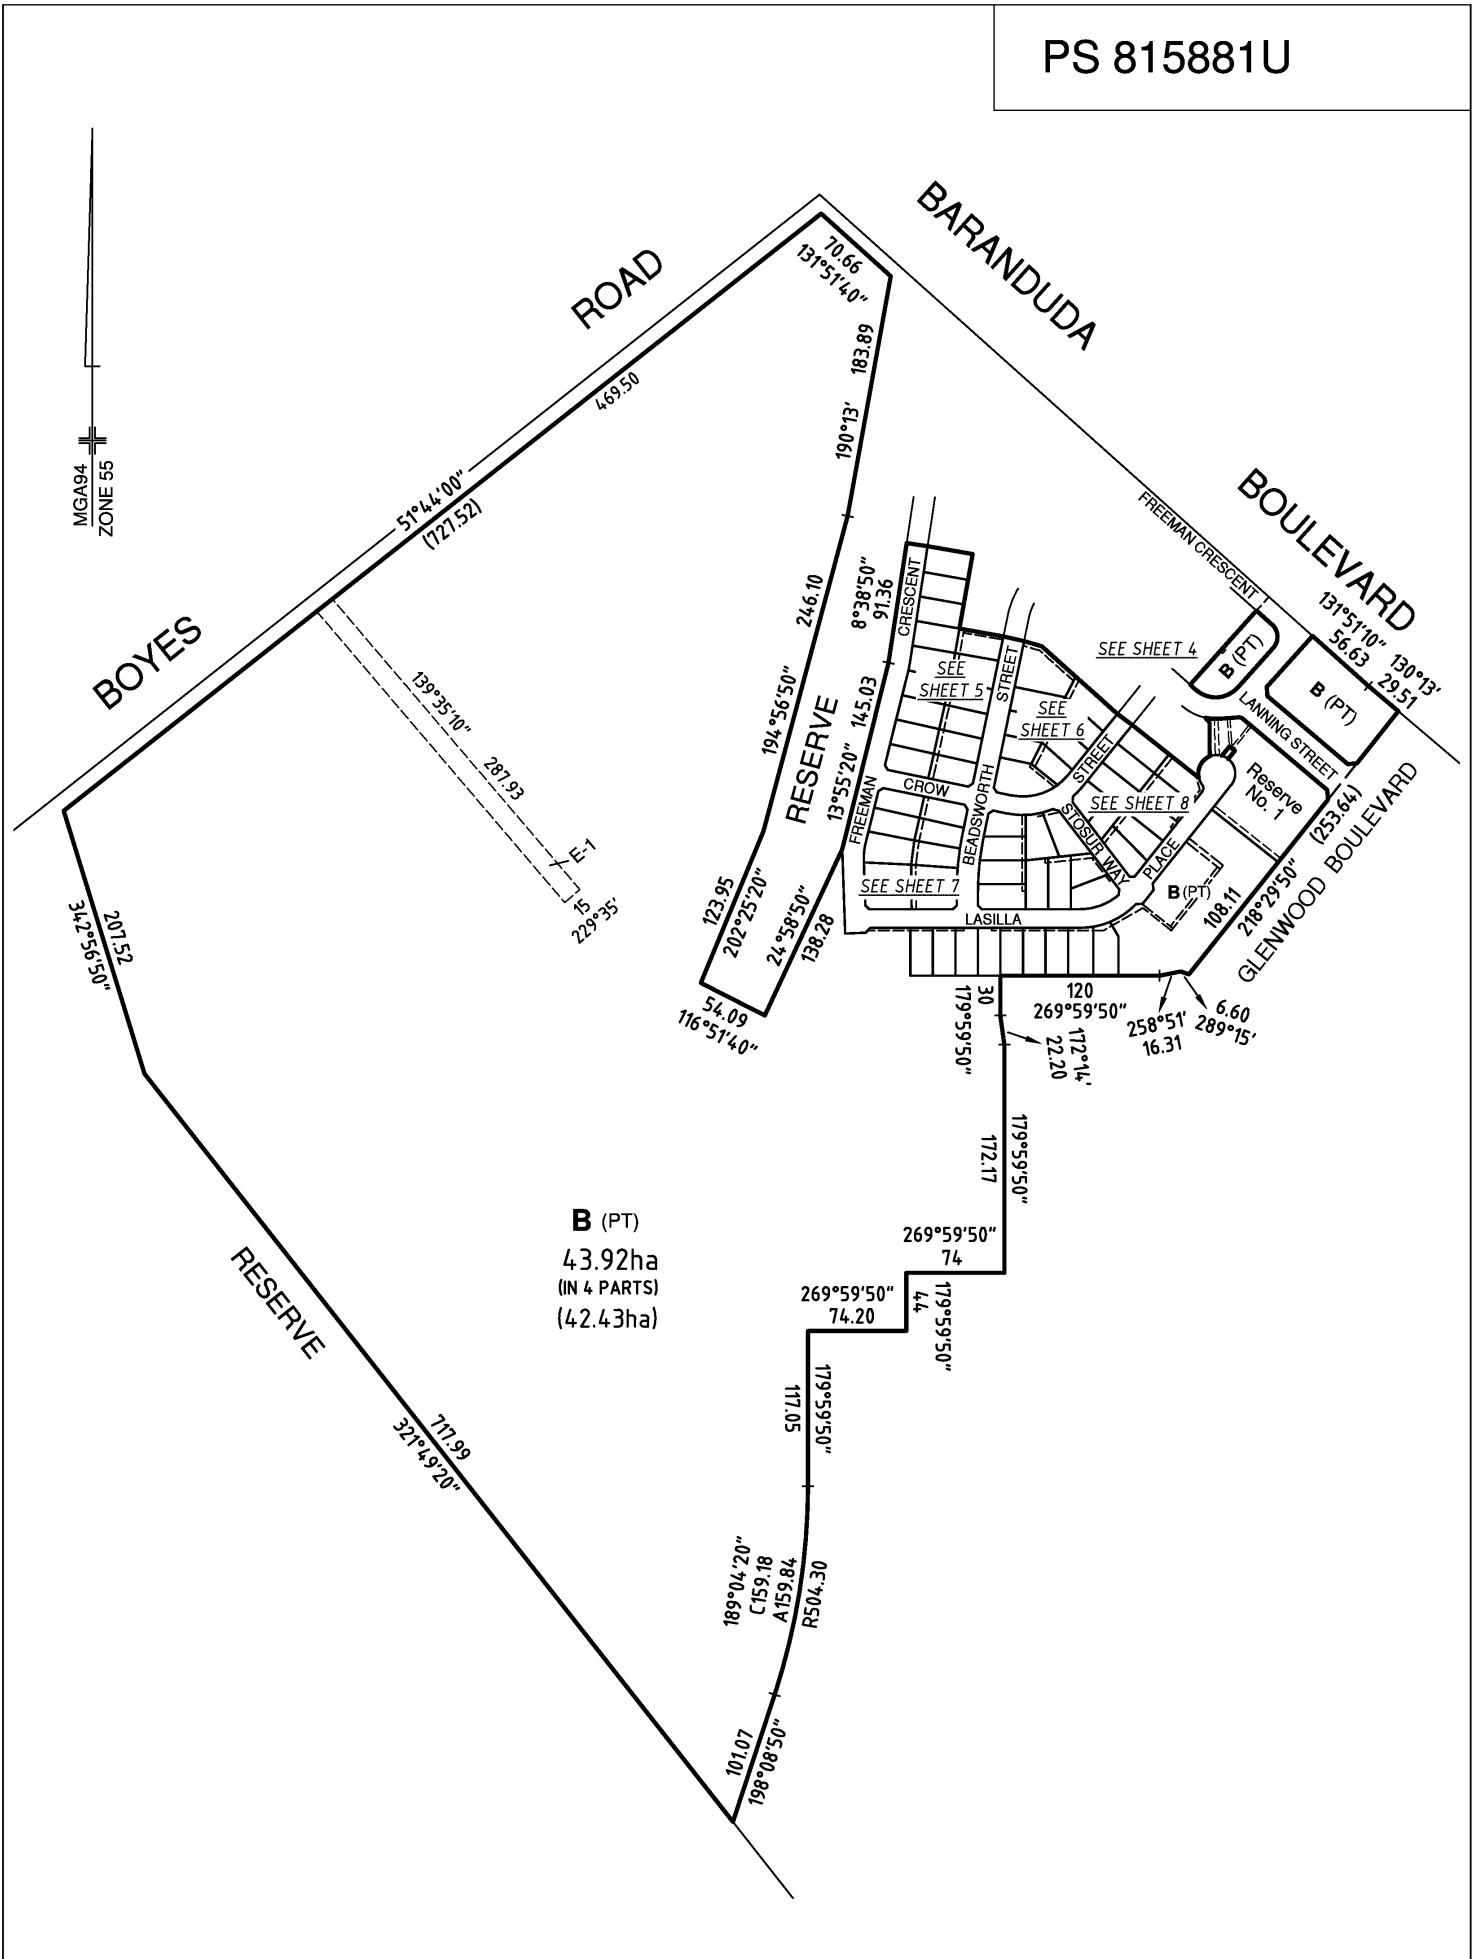 PS 815881U
MGA94
ZONE 55
BOYES
ROAD
BARANDUDA
BOULEVARD
70.66
131°51'40"
183.89
190°13'
469.50
51°44'00"
(727.52)
246.10
194°56'50"
8°38'50"
91.36
CRESCENT
FREEMAN CRESCENT
131°51'10"
56.63
130°13'
29.51
SEE SHEET 4
B (PT)
B (PT)
SEE
SHEET 5
STREET
SEE
SHEET 6
STREET
LANNING STREET
139°35'10"
287.93
E-1
15
229°35'
RESERVE
145.03
13°55'20"
FREEMAN
CROW
BEADSWORTH
STOSUR WAY
SEE SHEET 8
PLACE
Reserve
No. 1
(253.64)
218°29'50"
108.11
GLENWOOD BOULEVARD
SEE SHEET 7
B (PT)
LASILLA
123.95
202°25'20"
24°58'50"
138.28
54.09
116°51'40"
207.52
342°56'50"
30
179°59'50"
120
269°59'50"
258°51'
16.31
6.60
289°15'
172°14'
22.20
179°59'50"
172.17
B (PT)
43.92ha
(IN 4 PARTS)
(42.43ha)
269°59'50"
74
179°59'50"
44
269°59'50"
74.20
179°59'50"
117.05
RESERVE
717.99
321°49'20"
189°04'20"
C159.18
A159.84
R504.30
101.07
198°08'50"